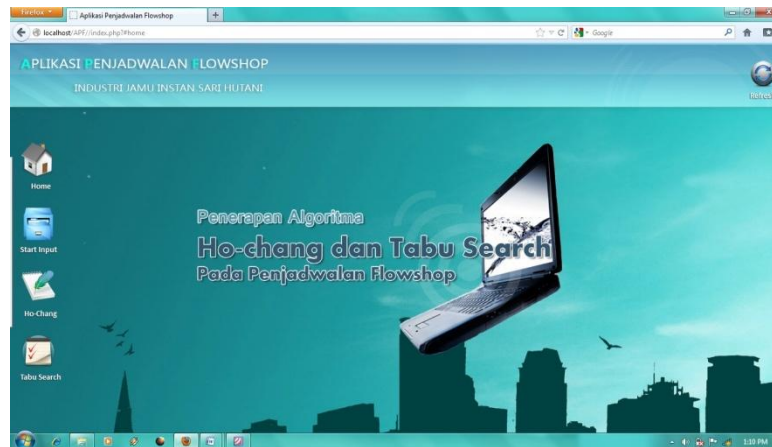 Firefox
Aplikasi Penjadwalan Flowshop
localhost/APF//index.php?#home
Google
APLIKASI PENJADWALAN FLOWSHOP
INDUSTRI JAMU INSTAN SARI HUTANI
Refresh
Home
Start Input
Ho-Chang
Tabu Search
Penerapan Algoritma
Ho-chang dan Tabu Search
Pada Penjadwalan Flowshop
1:10 PM